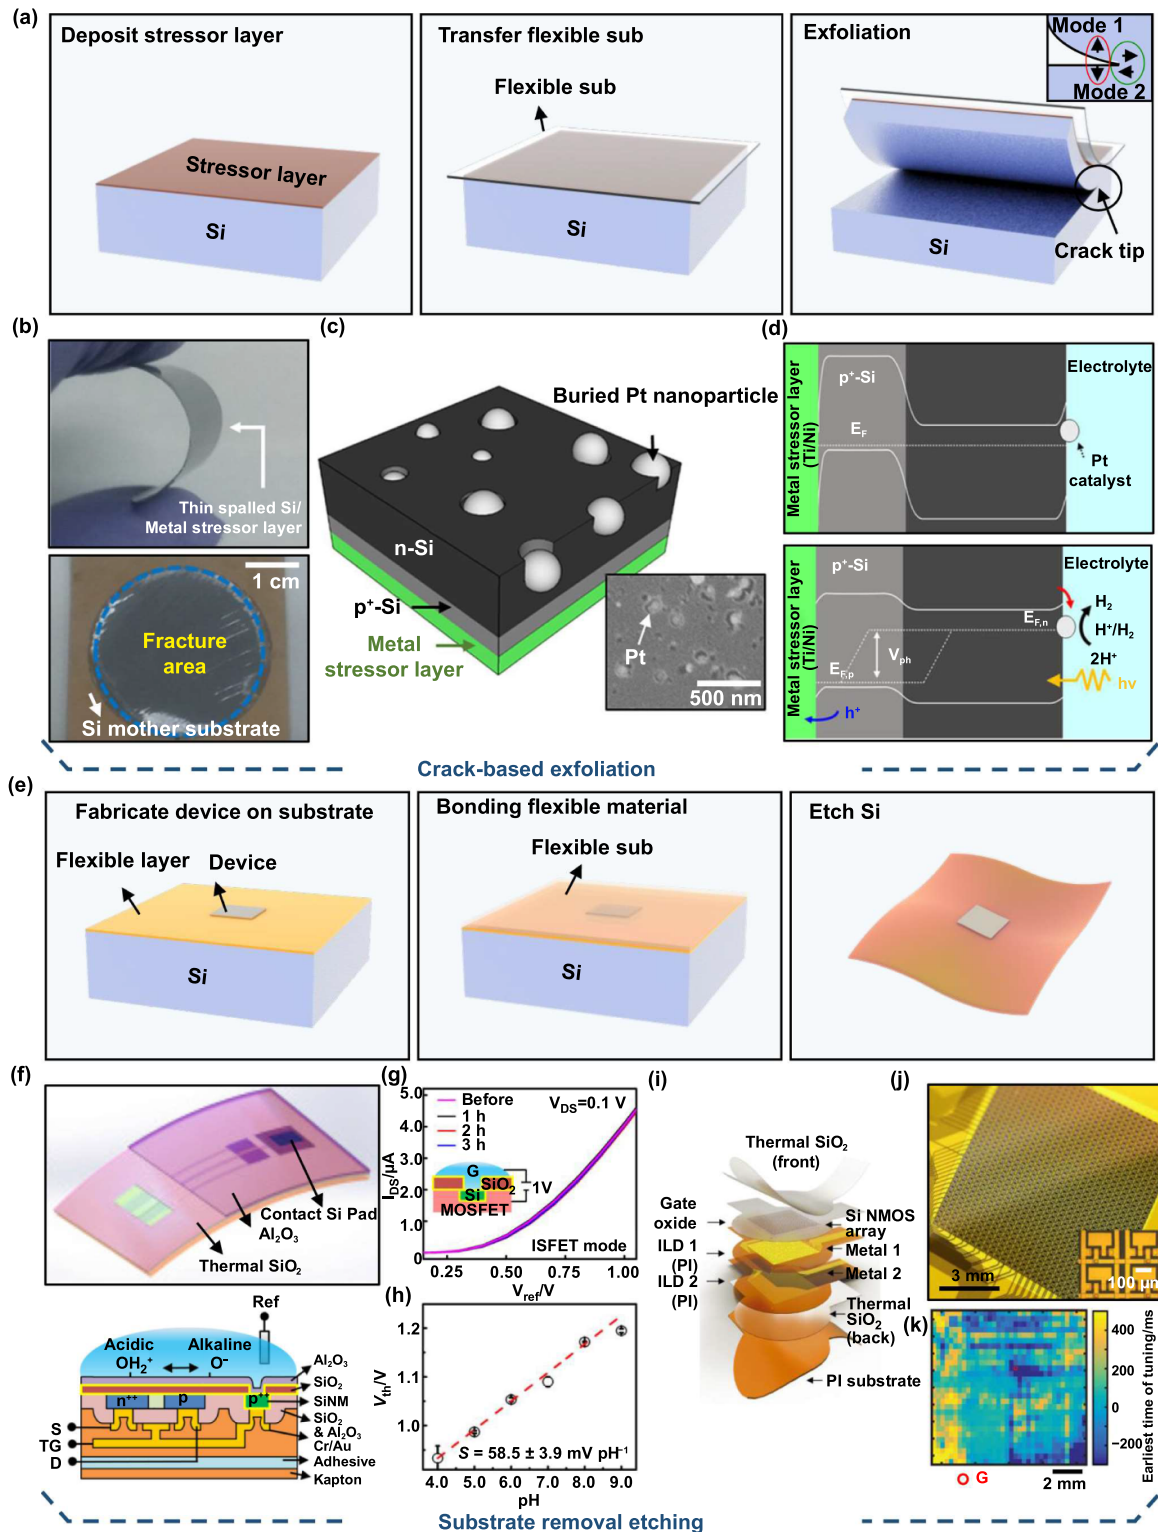 (a)
Deposit stressor layer
Stressor layer
Si
Transfer flexible sub
Flexible sub
Si
Exfoliation
Mode 1
Mode 2
Si
Crack tip
(b)
Thin spalled Si/
Metal stressor layer
1 cm
Fracture
area
Si mother substrate
(c)
Buried Pt nanoparticle
n-Si
p⁺-Si
Metal
stressor layer
Pt
500 nm
(d)
Metal stressor layer
(Ti/Ni)
p⁺-Si
E_F
Electrolyte
Pt
catalyst
Metal stressor layer
(Ti/Ni)
p⁺-Si
Electrolyte
E_F,n
H₂
H⁺/H₂
2H⁺
V_ph
E_F,p
hν
h⁺
Crack-based exfoliation
(e)
Fabricate device on substrate
Flexible layer
Device
Si
Bonding flexible material
Flexible sub
Si
Etch Si
(f)
Contact Si Pad
Al₂O₃
Thermal SiO₂
Ref
Acidic
OH₂⁺
Alkaline
O⁻
Al₂O₃
SiO₂
SiNM
SiO₂
& Al₂O₃
Cr/Au
Adhesive
Kapton
n⁺⁺
p
p⁺⁺
S
TG
D
(g)
5.0
4.0
3.0
2.0
1.0
0
I_DS/μA
Before
1 h
2 h
3 h
V_DS=0.1 V
G
SiO₂
Si
MOSFET
1V
ISFET mode
0.25
0.50
0.75
1.00
V_ref/V
(h)
1.2
1.1
1.0
V_th/V
S = 58.5 ± 3.9 mV pH⁻¹
4.0 5.0 6.0 7.0 8.0 9.0
pH
(i)
Thermal SiO₂
(front)
Gate
oxide
Si NMOS
array
ILD 1
(PI)
Metal 1
ILD 2
(PI)
Metal 2
Thermal
SiO₂
(back)
PI substrate
(j)
3 mm
100 μm
(k)
400
200
0
−200
Earliest time of tuning/ms
G
2 mm
Substrate removal etching